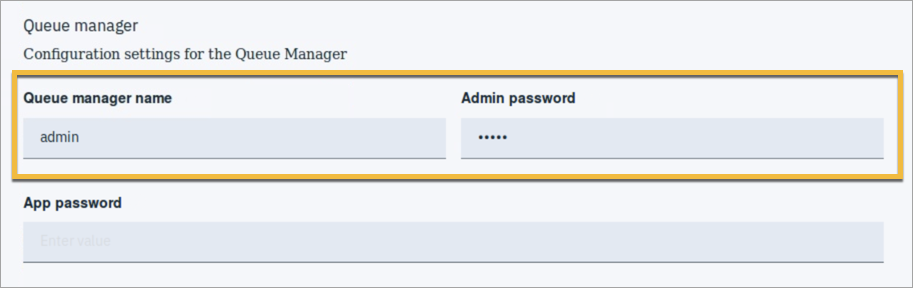 Queue manager
Configuration settings for the Queue Manager
Queue manager name
Admin password
admin
•••••
App password
Enter value